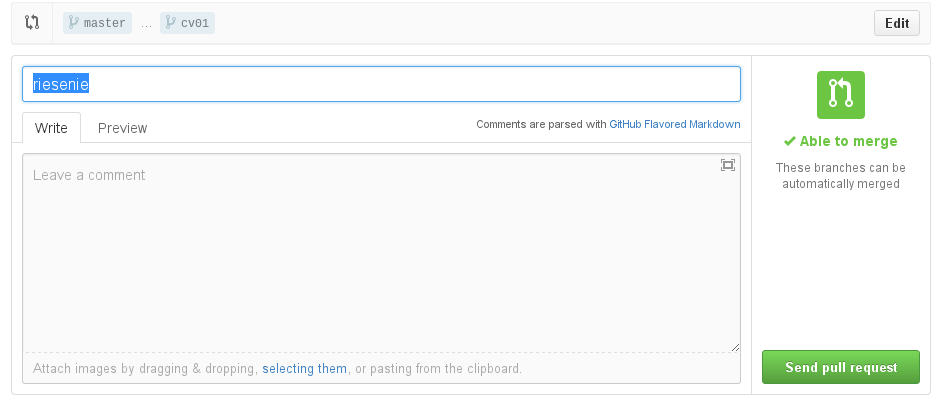 master ... cv01 Edit
riesenie
Write Preview Comments are parsed with GitHub Flavored Markdown
Leave a comment
Attach images by dragging & dropping, selecting them, or pasting from the clipboard.
Able to merge
These branches can be
automatically merged
Send pull request